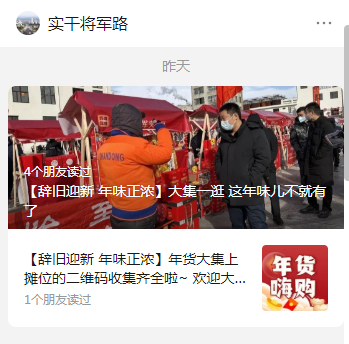 实干将军路
昨天
4个朋友读过
【辞旧迎新 年味正浓】大集一逛 这年味儿不就有
了
【辞旧迎新 年味正浓】年货大集上
摊位的二维码收集齐全啦~ 欢迎大...
1个朋友读过
年货
嗨购